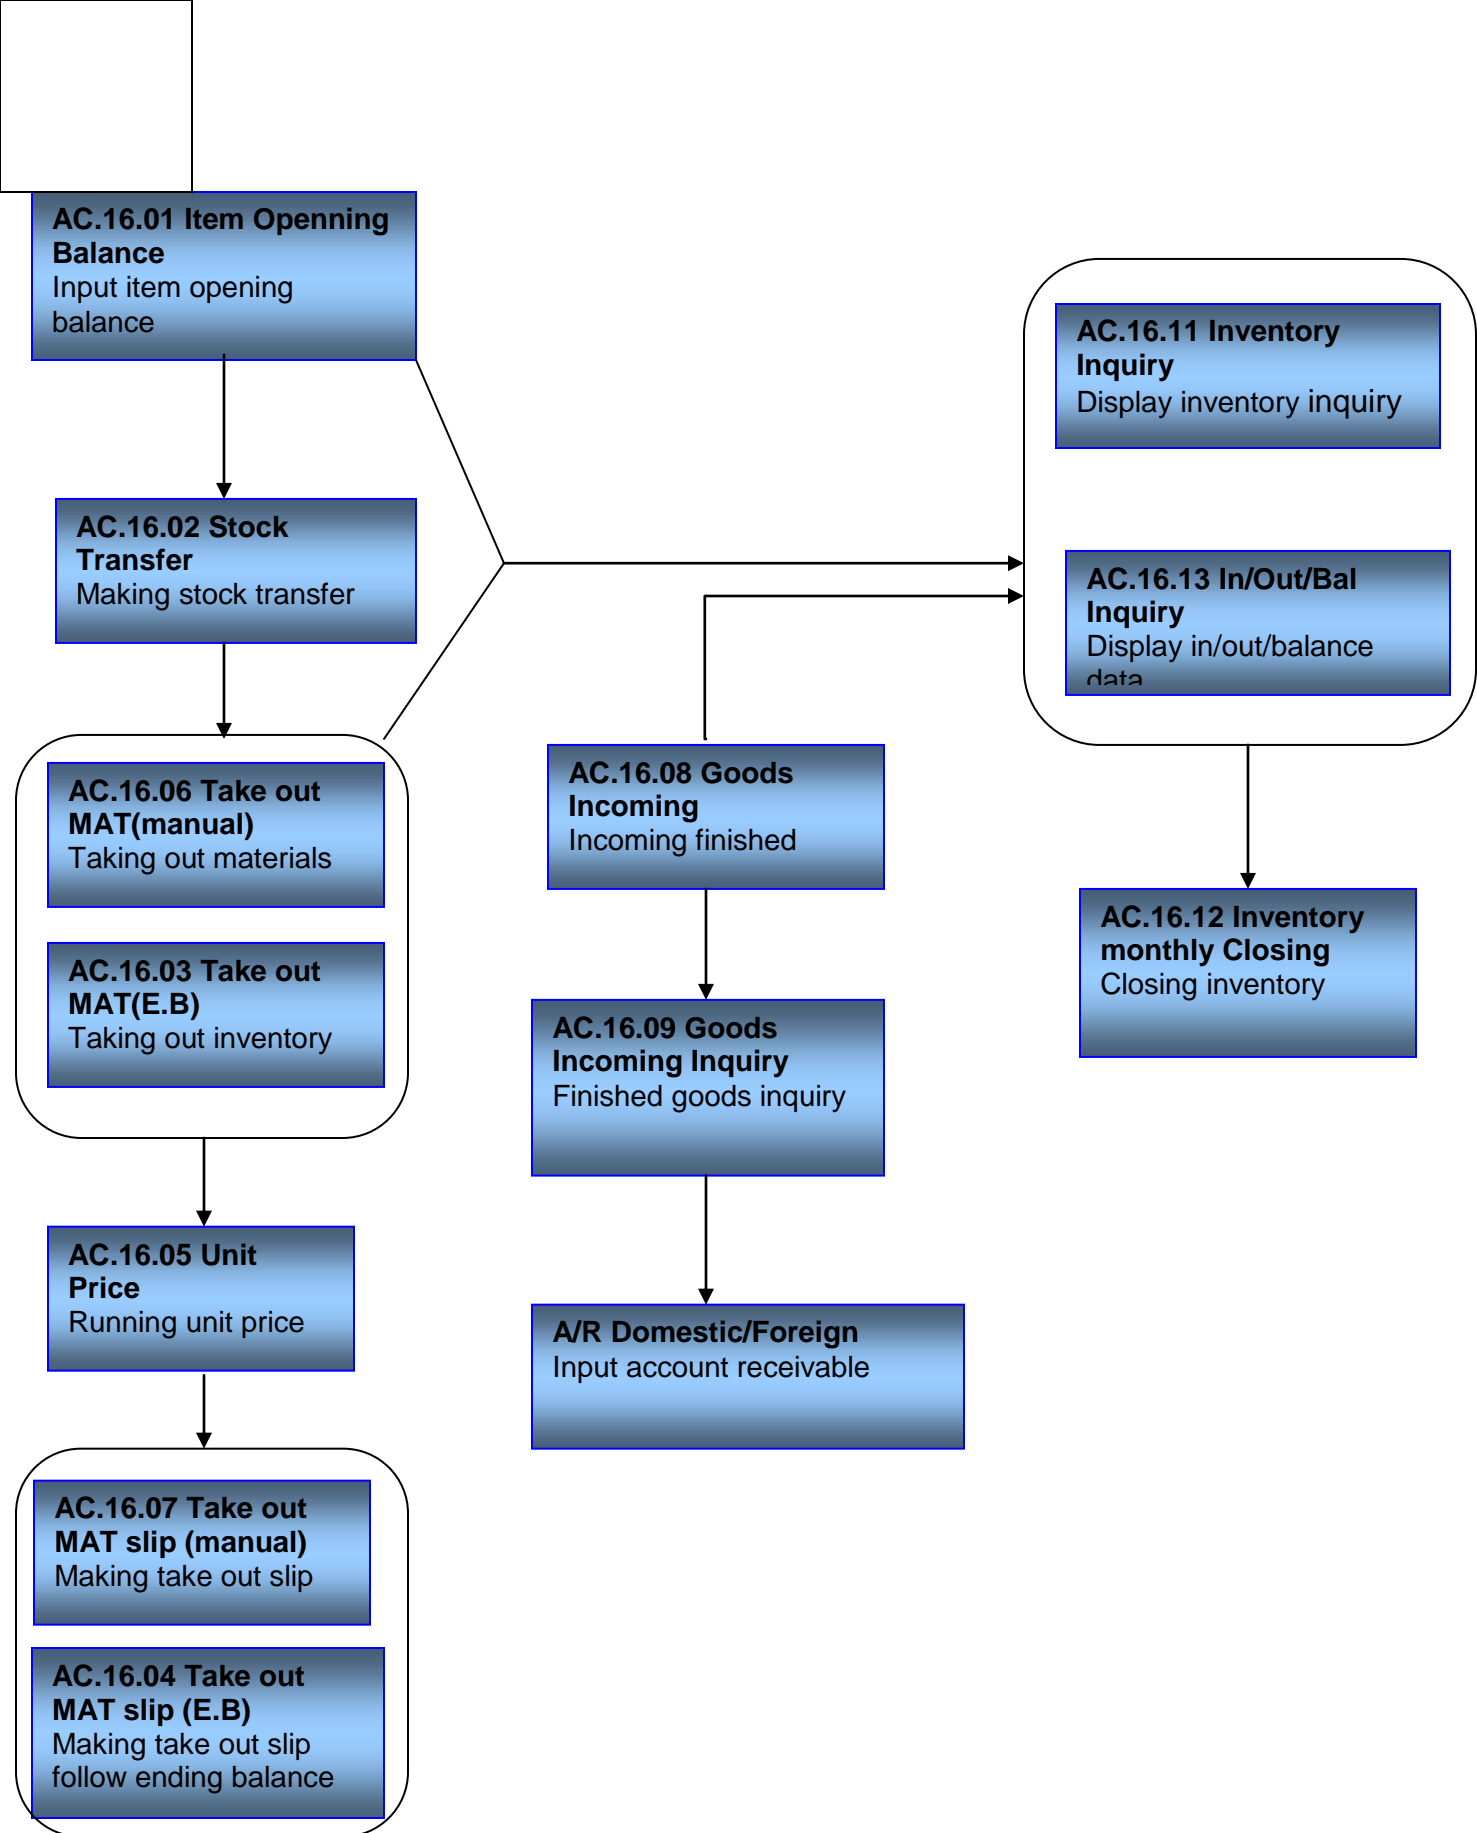 AC.16.01 Item Openning
Balance
Input item opening
balance
AC.16.02 Stock
Transfer
Making stock transfer
AC.16.06 Take out
MAT(manual)
Taking out materials
AC.16.03 Take out
MAT(E.B)
Taking out inventory
AC.16.05 Unit
Price
Running unit price
AC.16.07 Take out
MAT slip (manual)
Making take out slip
AC.16.04 Take out
MAT slip (E.B)
Making take out slip
follow ending balance
AC.16.08 Goods
Incoming
Incoming finished
AC.16.09 Goods
Incoming Inquiry
Finished goods inquiry
A/R Domestic/Foreign
Input account receivable
AC.16.11 Inventory
Inquiry
Display inventory inquiry
AC.16.13 In/Out/Bal
Inquiry
Display in/out/balance
data
AC.16.12 Inventory
monthly Closing
Closing inventory